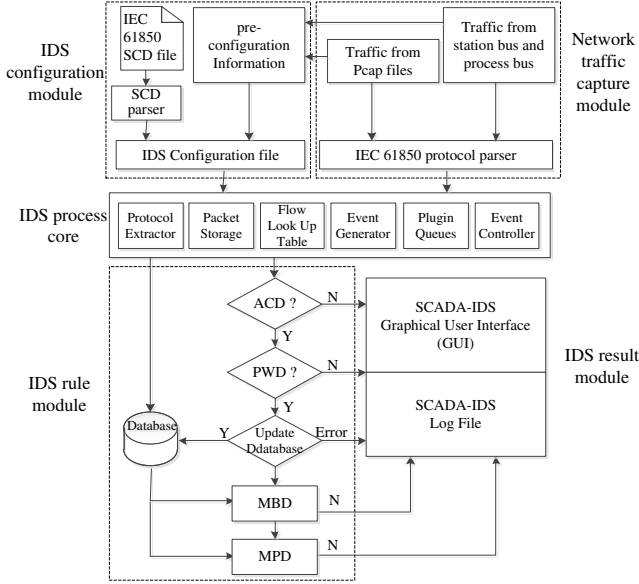 IDS
configuration
module
IEC
61850
SCD file
SCD
parser
pre-
configuration
Information
IDS Configuration file
Traffic from
Pcap files
Traffic from
station bus and
process bus
IEC 61850 protocol parser
Network
traffic
capture
module
IDS process
core
Protocol
Extractor
Packet
Storage
Flow
Look Up
Table
Event
Generator
Plugin
Queues
Event
Controller
IDS rule
module
ACD ?
N
Y
PWD ?
N
Y
Database
Y
Update
Ddatabase
Error
MBD
N
MPD
N
SCADA-IDS
Graphical User Interface
(GUI)
SCADA-IDS
Log File
IDS result
module